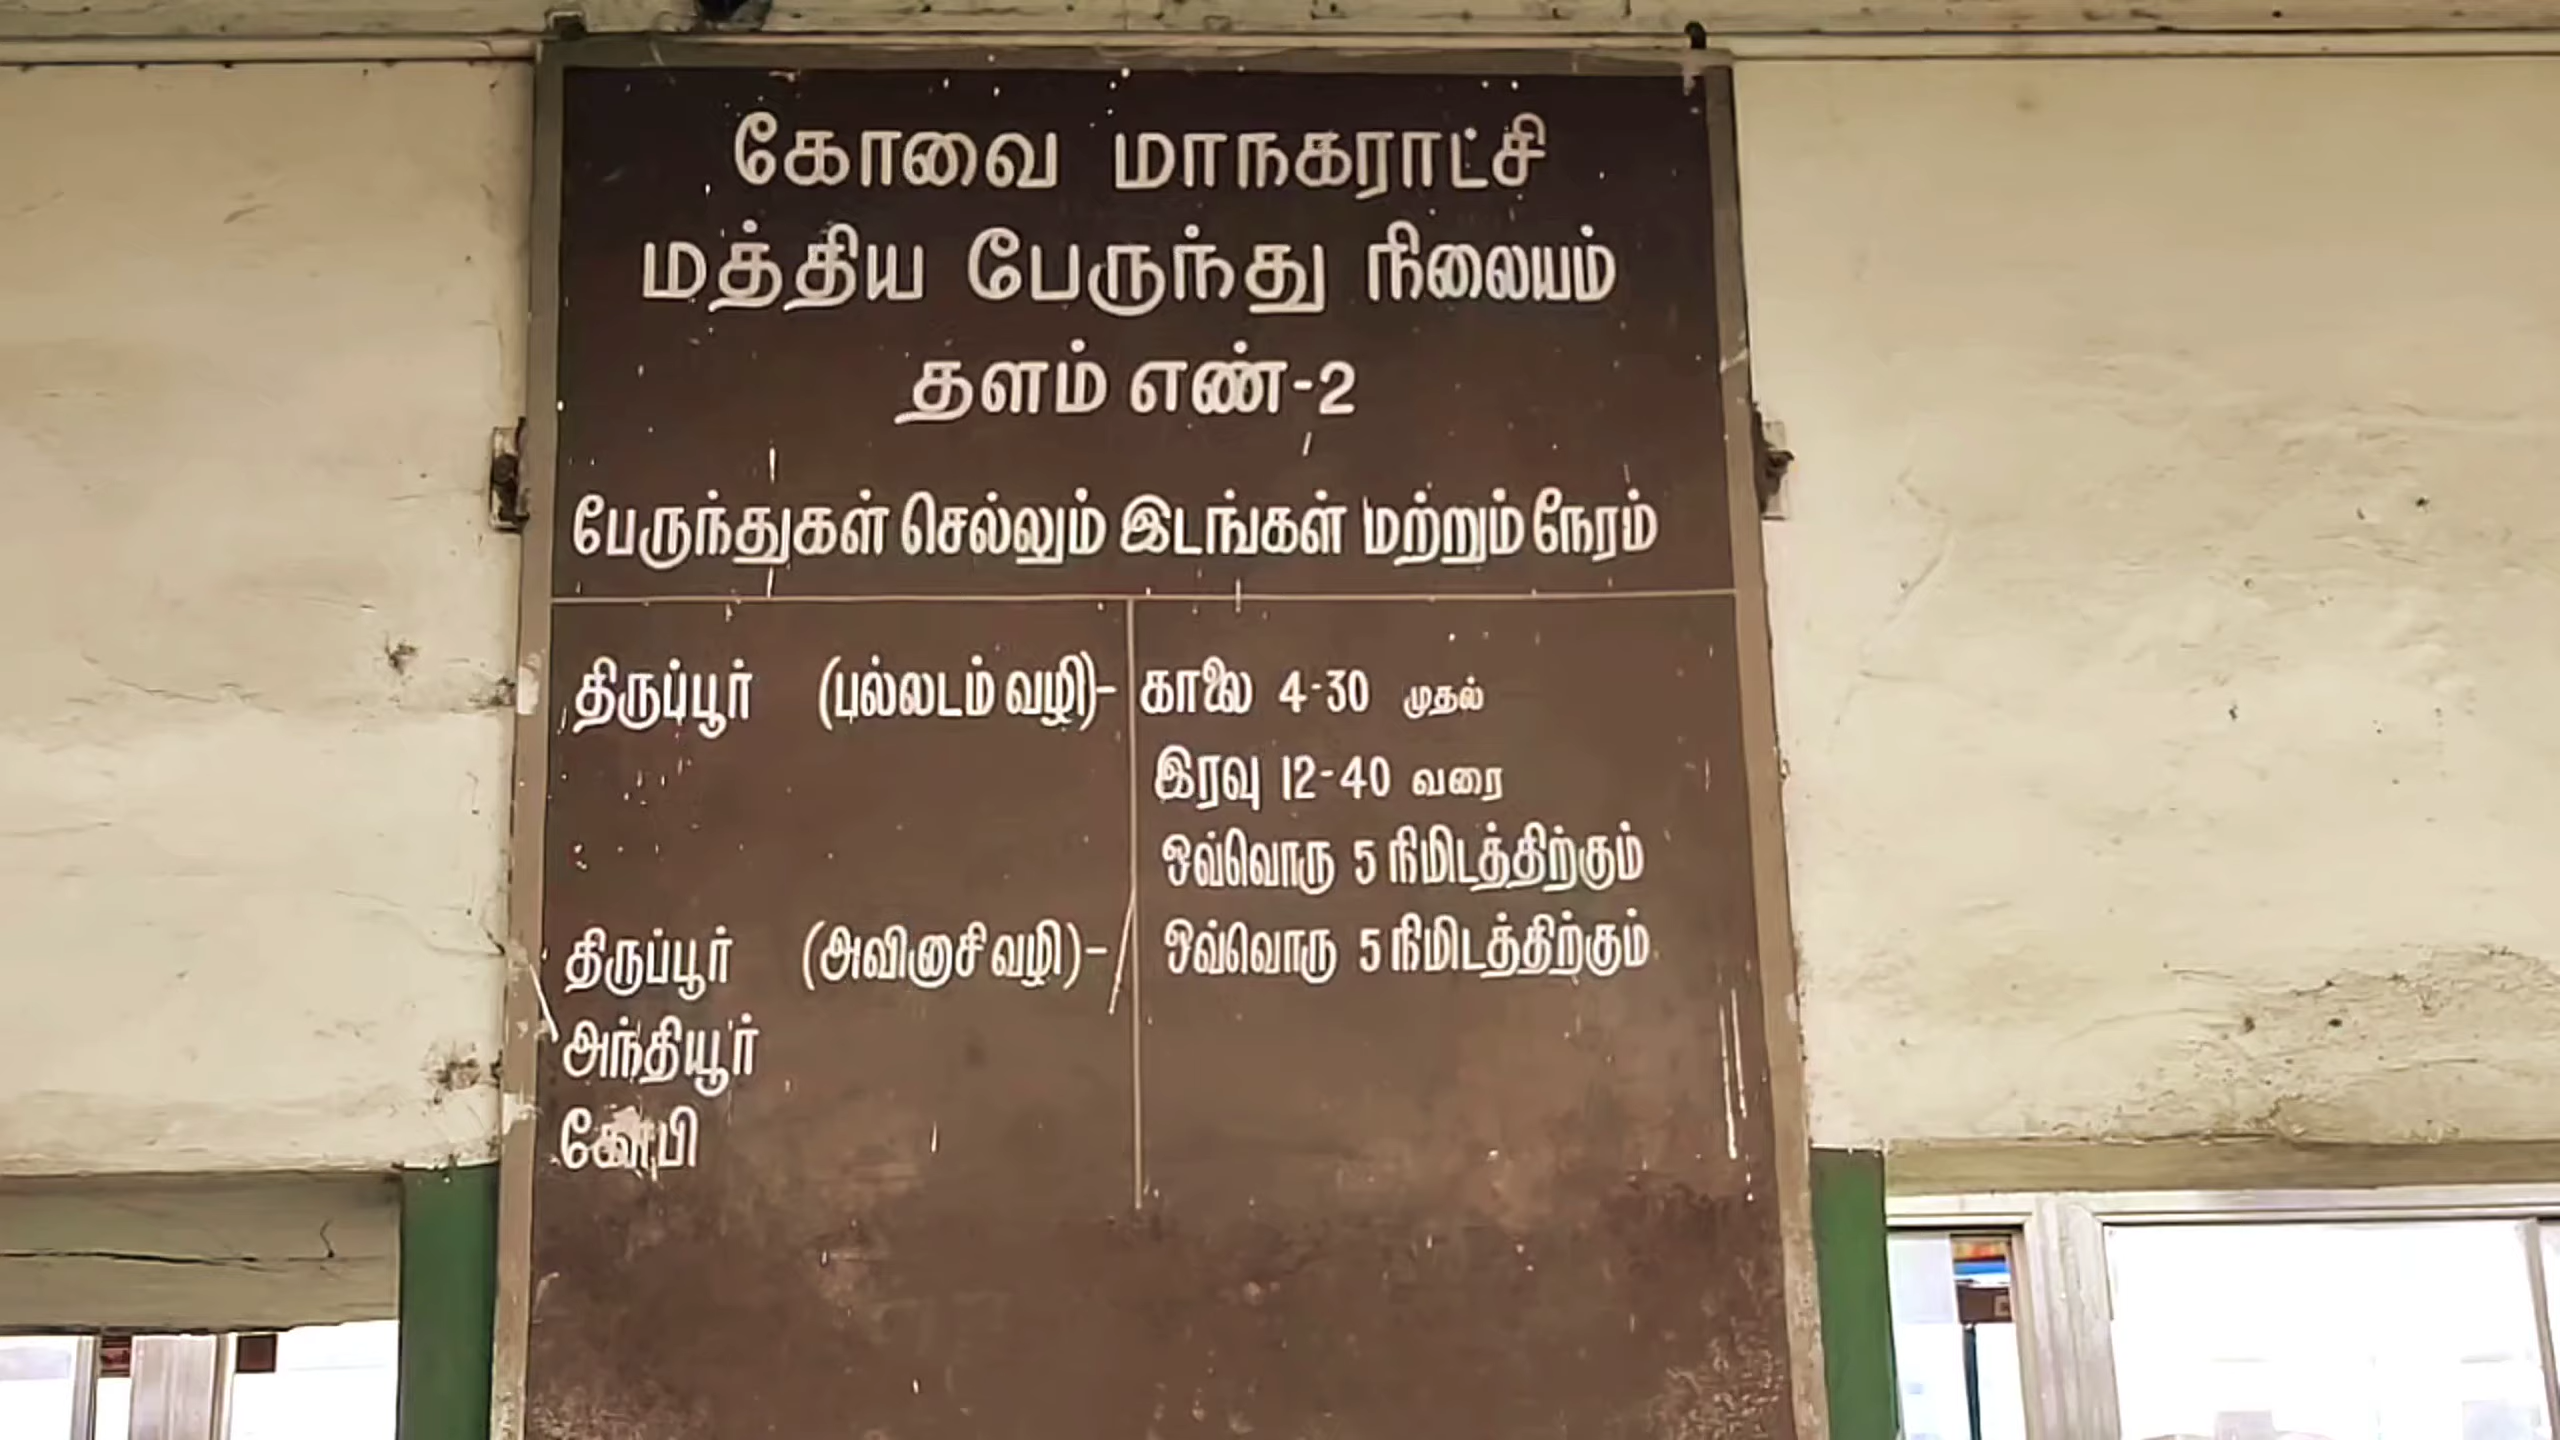 கோவை மாநகராட்சி
மத்திய பேருந்து நிலையம்
தளம் எண்-2
பேருந்துகள் செல்லும் இடங்கள் மற்றும் நேரம்
திருப்பூர் (பல்லடம் வழி)- காலை 4-30 முதல்
இரவு 12-40 வரை
ஒவ்வொரு 5 நிமிடத்திற்கும்
திருப்பூர் (அவினாசி வழி)- ஒவ்வொரு 5 நிமிடத்திற்கும்
அந்தியூர்
கோபி